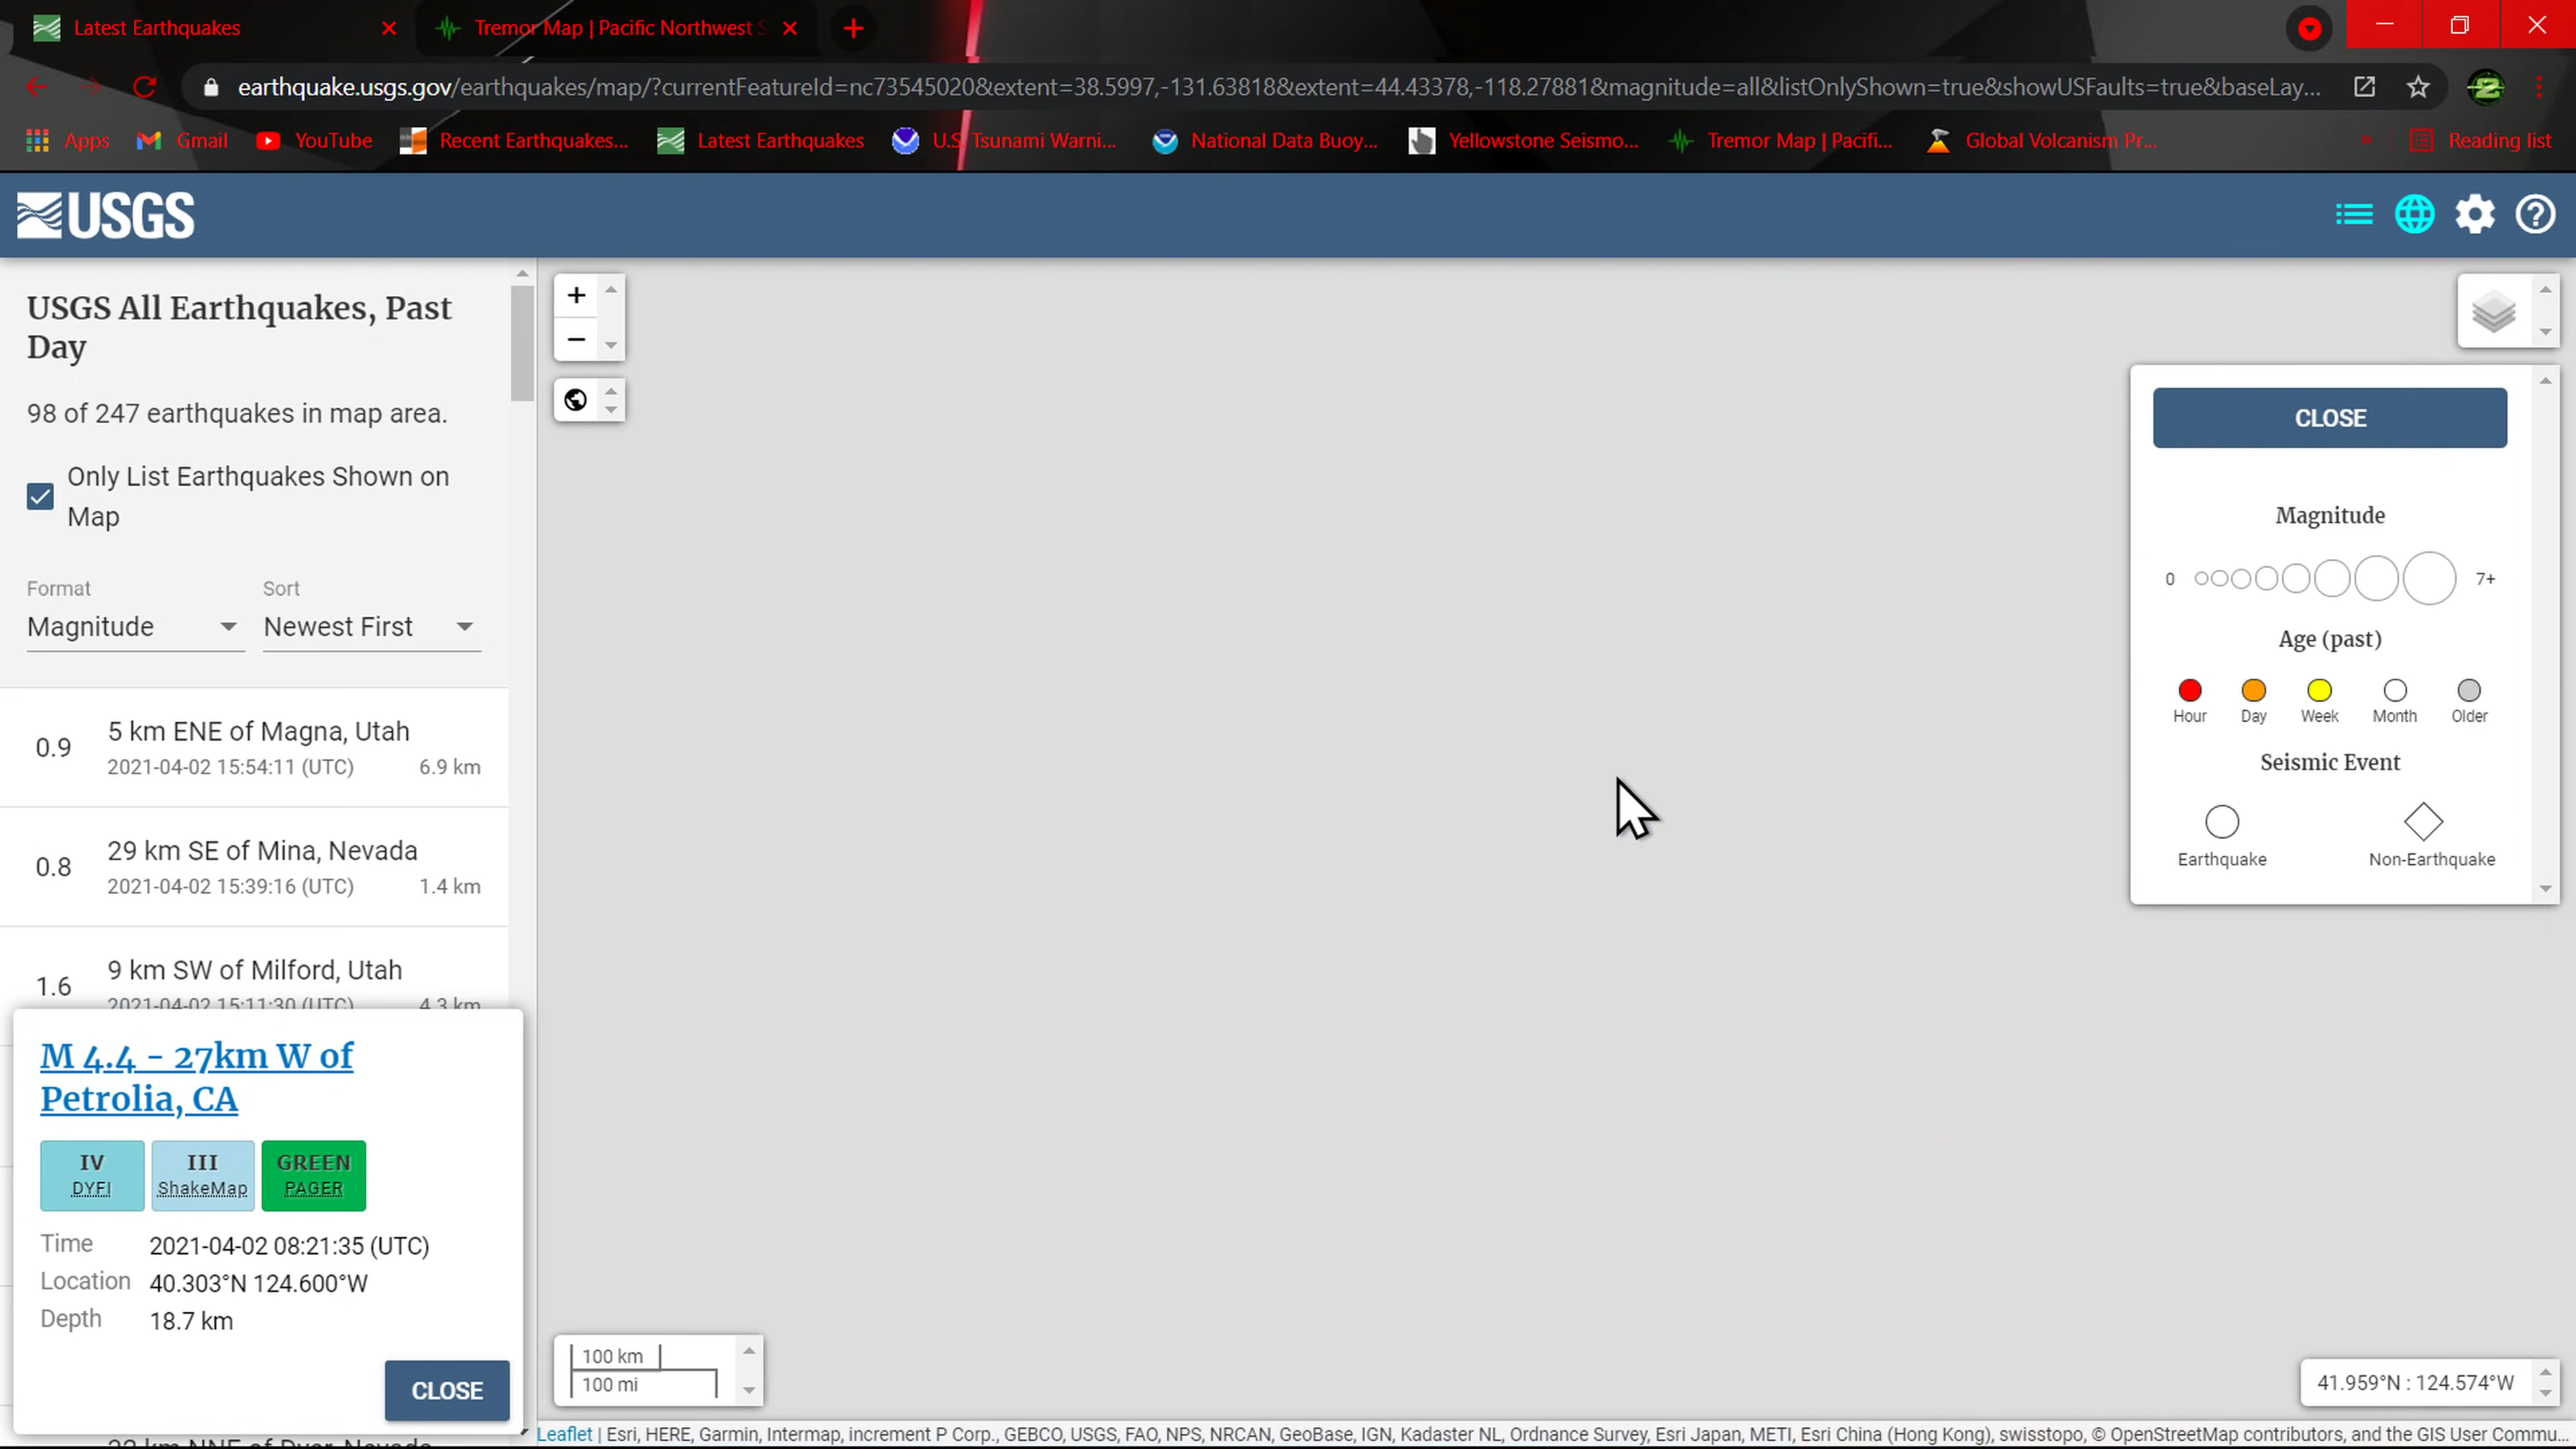 Latest Earthquakes
Tremor Map | Pacific Northwest S
earthquake.usgs.gov/earthquakes/map/?currentFeatureId=nc73545020&extent=38.5997,-131.63818&extent=44.43378,-118.27881&magnitude=all&listOnlyShown=true&showUSFaults=true&baseLay...
Apps
Gmail
YouTube
Recent Earthquakes...
Latest Earthquakes
U.S. Tsunami Warni...
National Data Buoy...
Yellowstone Seismo...
Tremor Map | Pacifi...
Global Volcanism Pr...
Reading list
USGS
USGS All Earthquakes, Past
Day
98 of 247 earthquakes in map area.
Only List Earthquakes Shown on
Map
Format
Sort
Magnitude
Newest First
0.9
5 km ENE of Magna, Utah
2021-04-02 15:54:11 (UTC)
6.9 km
0.8
29 km SE of Mina, Nevada
2021-04-02 15:39:16 (UTC)
1.4 km
1.6
9 km SW of Milford, Utah
2021-04-02 15:11:30 (UTC)
4.3 km
M 4.4 - 27km W of
Petrolia, CA
IV
DYFI
III
ShakeMap
GREEN
PAGER
Time
2021-04-02 08:21:35 (UTC)
Location
40.303°N 124.600°W
Depth
18.7 km
CLOSE
+
−
CLOSE
Magnitude
0
7+
Age (past)
Hour
Day
Week
Month
Older
Seismic Event
Earthquake
Non-Earthquake
100 km
100 mi
41.959°N : 124.574°W
Leaflet | Esri, HERE, Garmin, Intermap, increment P Corp., GEBCO, USGS, FAO, NPS, NRCAN, GeoBase, IGN, Kadaster NL, Ordnance Survey, Esri Japan, METI, Esri China (Hong Kong), swisstopo, © OpenStreetMap contributors, and the GIS User Commu...